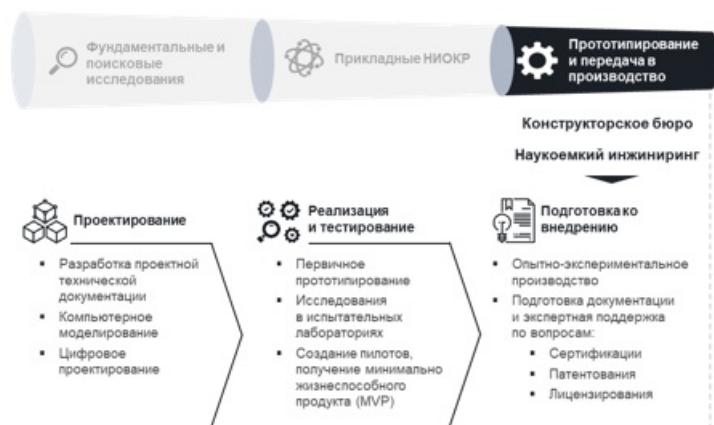 Фундаментальные и
поисковые
исследования
Прикладные НИОКР
Прототипирование
и передача в
производство
Конструкторское бюро
Наукоемкий инжиниринг
Проектирование
▪ Разработка проектной
технической
документации
▪ Компьютерное
моделирование
▪ Цифровое
проектирование
Реализация
и тестирование
▪ Первичное
прототипирование
▪ Исследования
в испытательных
лабораториях
▪ Создание пилотов,
получение минимально
жизнеспособного
продукта (MVP)
Подготовка ко
внедрению
▪ Опытно-экспериментальное
производство
▪ Подготовка документации
и экспертная поддержка
по вопросам:
▪ Сертификации
▪ Патентования
▪ Лицензирования